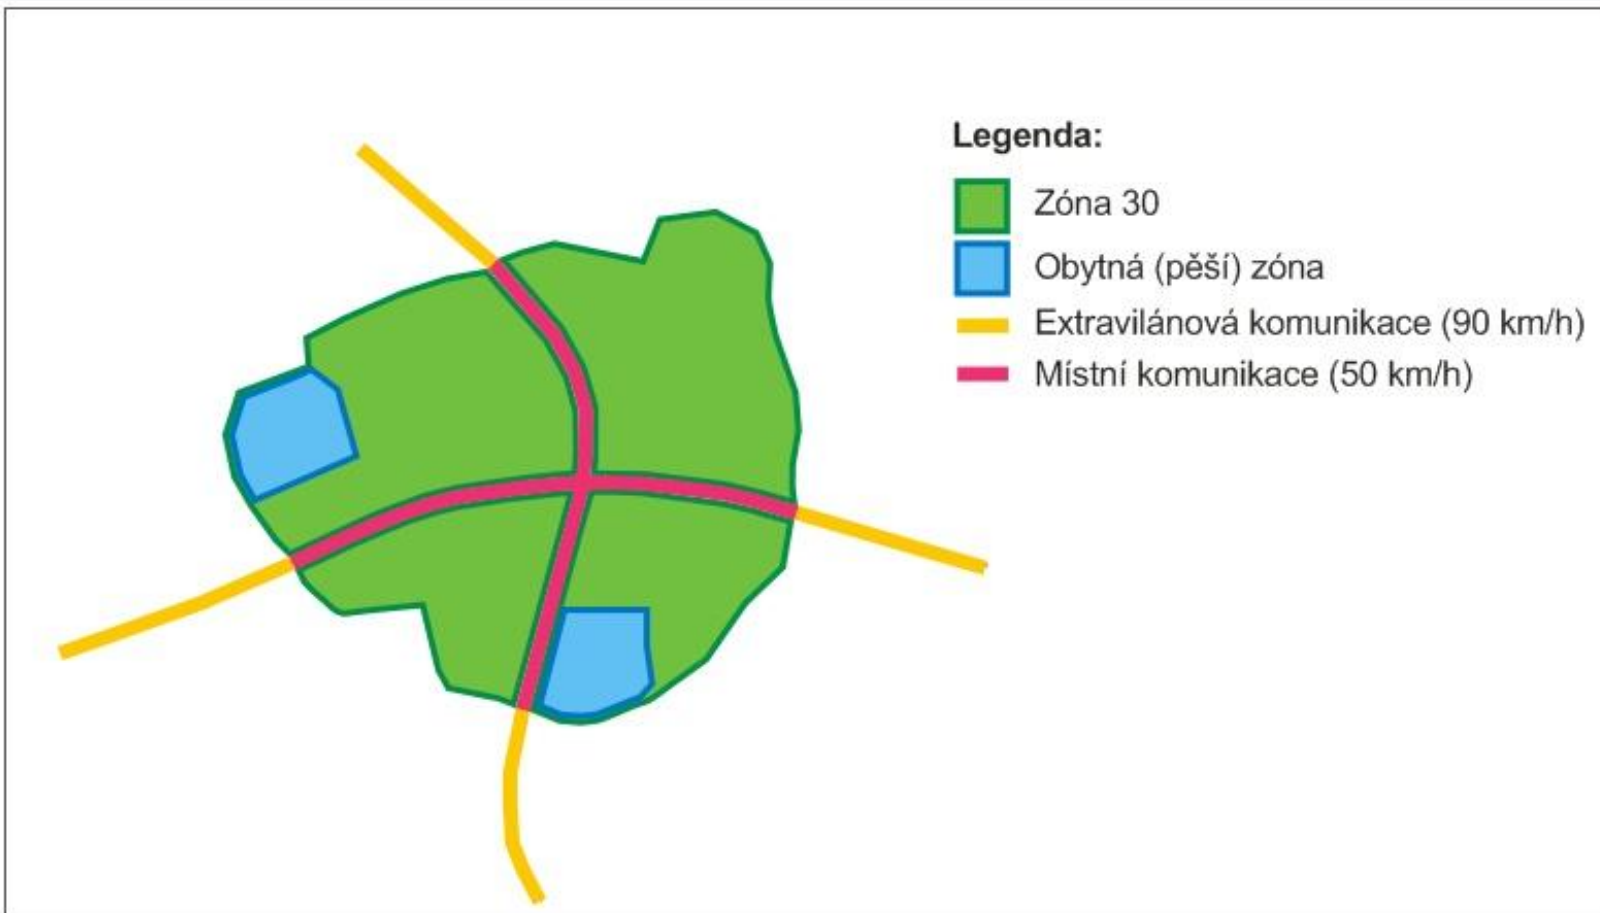 Legenda:
Zóna 30
Obytná (pěší) zóna
Extravilánová komunikace (90 km/h)
Místní komunikace (50 km/h)